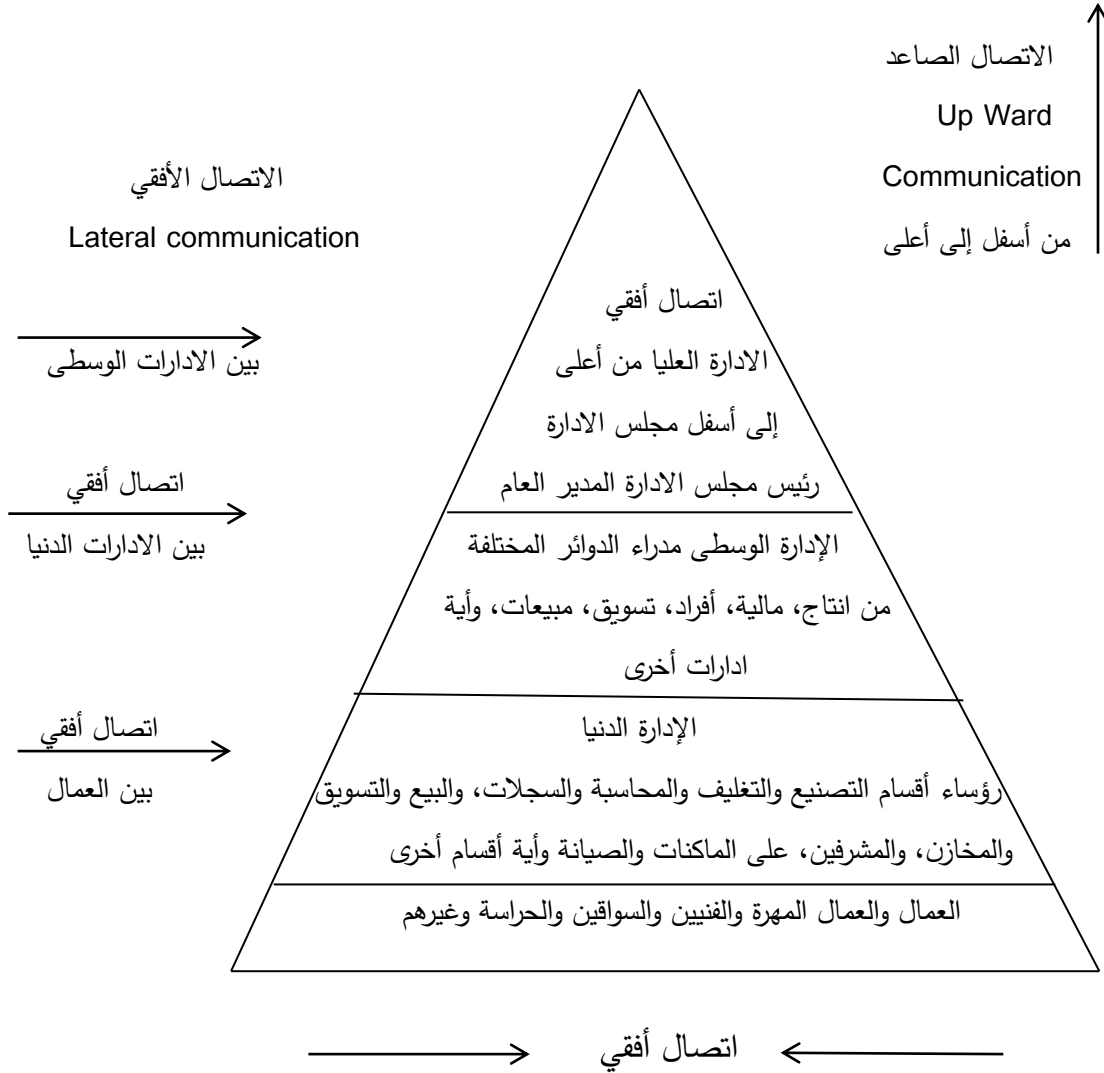 الاتصال الصاعد
Up Ward
Communication
من أسفل إلى أعلى
الاتصال الأفقي
Lateral communication
بين الادارات الوسطى
اتصال أفقي
بين الادارات الدنيا
اتصال أفقي
بين العمال
اتصال أفقي
الادارة العليا من أعلى
إلى أسفل مجلس الادارة
رئيس مجلس الادارة المدير العام
الإدارة الوسطى مدراء الدوائر المختلفة
من انتاج، مالية، أفراد، تسويق، مبيعات، وأية
ادارات أخرى
الإدارة الدنيا
رؤساء أقسام التصنيع والتغليف والمحاسبة والسجلات، والبيع والتسويق
والمخازن، والمشرفين، على الماكنات والصيانة وأية أقسام أخرى
العمال والعمال المهرة والفنيين والسواقين والحراسة وغيرهم
اتصال أفقي